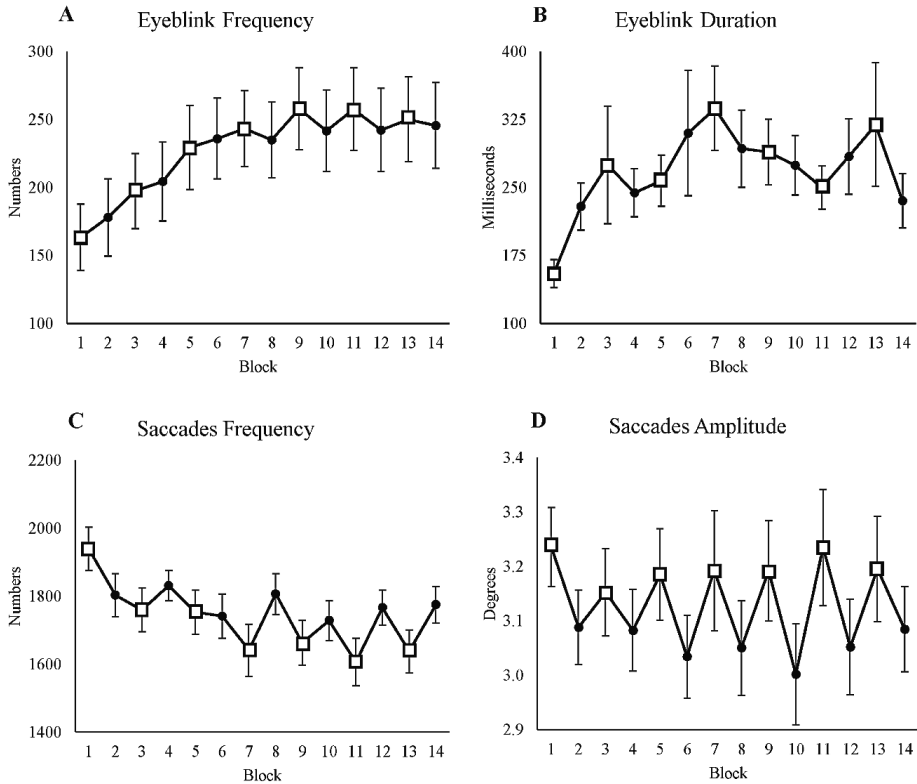 A
Eyeblink Frequency
300
250
200
150
100
Numbers
1 2 3 4 5 6 7 8 9 10 11 12 13 14
Block
B
Eyeblink Duration
400
325
250
175
100
Milliseconds
1 2 3 4 5 6 7 8 9 10 11 12 13 14
Block
C
Saccades Frequency
2200
2000
1800
1600
1400
Numbers
1 2 3 4 5 6 7 8 9 10 11 12 13 14
Block
D
Saccades Amplitude
3.4
3.2
3.1
3.0
2.9
Degrees
1 2 3 4 5 6 7 8 9 10 11 12 13 14
Block